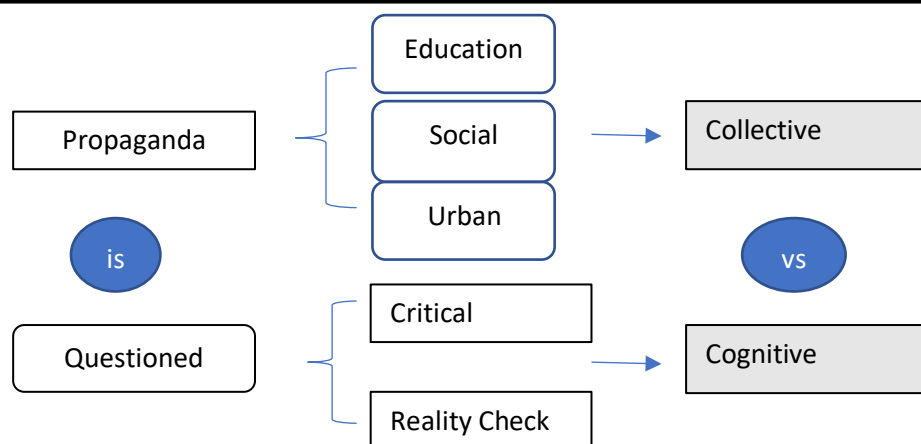 Education
Propaganda
Social
Collective
Urban
is
vs
Critical
Questioned
Cognitive
Reality Check